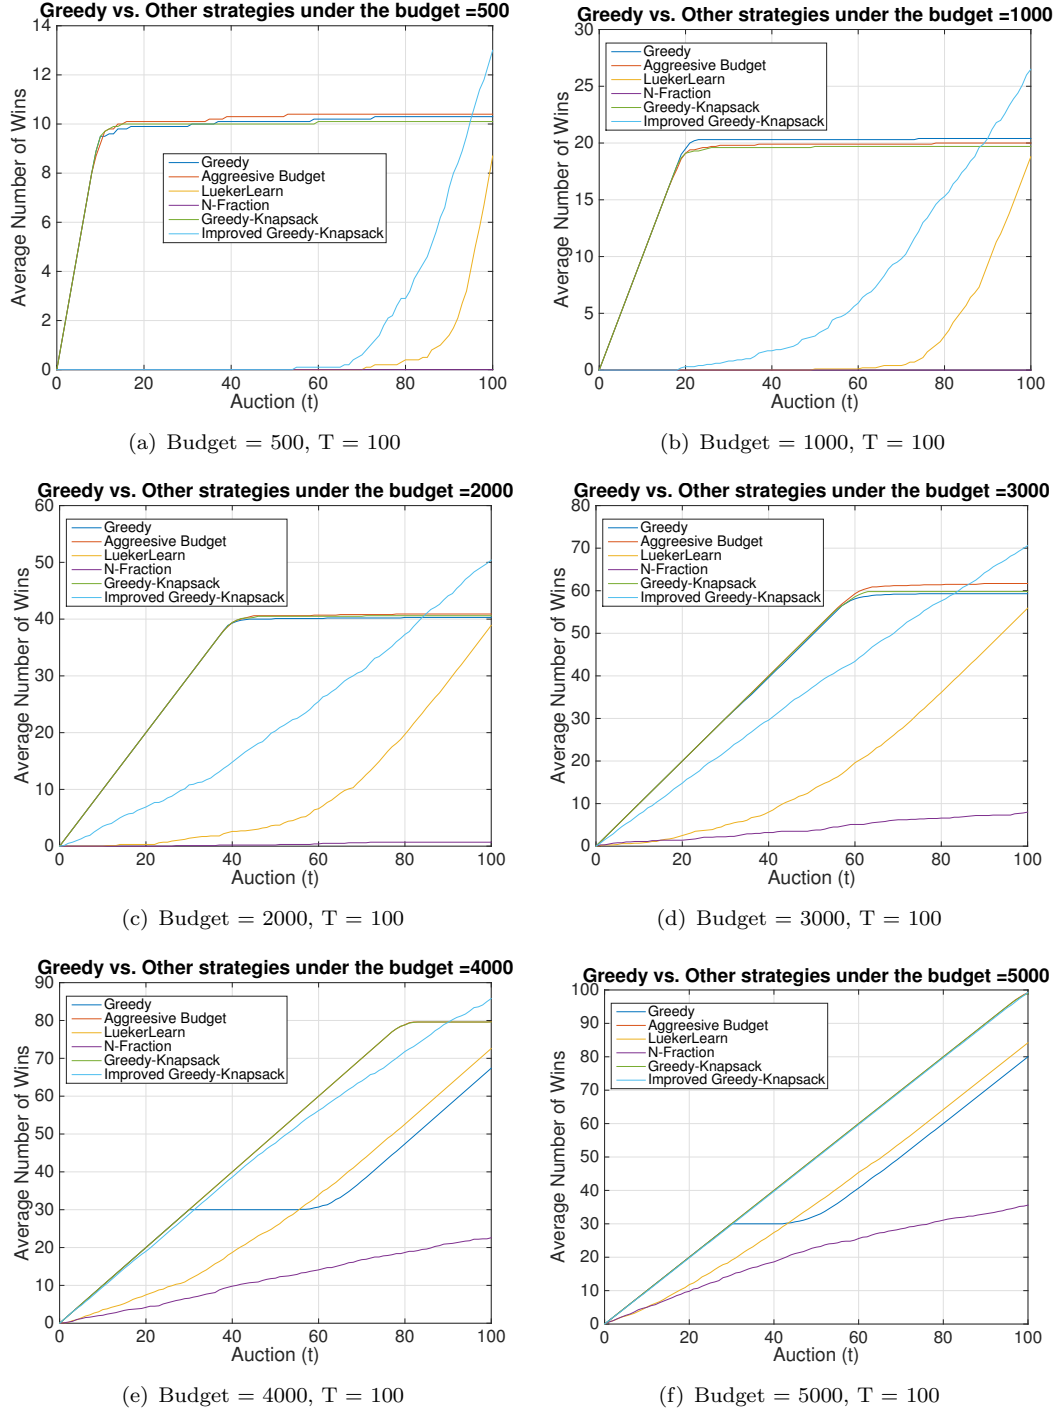 Greedy vs. Other strategies under the budget =500
14
12
10
8
6
4
2
0
0 20 40 60 80 100
Average Number of Wins
Auction (t)
Greedy
Aggreesive Budget
LuekerLearn
N-Fraction
Greedy-Knapsack
Improved Greedy-Knapsack
(a) Budget = 500, T = 100
Greedy vs. Other strategies under the budget =1000
30
25
20
15
10
5
0
0 20 40 60 80 100
Average Number of Wins
Auction (t)
Greedy
Aggreesive Budget
LuekerLearn
N-Fraction
Greedy-Knapsack
Improved Greedy-Knapsack
(b) Budget = 1000, T = 100
Greedy vs. Other strategies under the budget =2000
60
50
40
30
20
10
0
0 20 40 60 80 100
Average Number of Wins
Auction (t)
Greedy
Aggreesive Budget
LuekerLearn
N-Fraction
Greedy-Knapsack
Improved Greedy-Knapsack
(c) Budget = 2000, T = 100
Greedy vs. Other strategies under the budget =3000
80
70
60
50
40
30
20
10
0
0 20 40 60 80 100
Average Number of Wins
Auction (t)
Greedy
Aggreesive Budget
LuekerLearn
N-Fraction
Greedy-Knapsack
Improved Greedy-Knapsack
(d) Budget = 3000, T = 100
Greedy vs. Other strategies under the budget =4000
90
80
70
60
50
40
30
20
10
0
0 20 40 60 80 100
Average Number of Wins
Auction (t)
Greedy
Aggreesive Budget
LuekerLearn
N-Fraction
Greedy-Knapsack
Improved Greedy-Knapsack
(e) Budget = 4000, T = 100
Greedy vs. Other strategies under the budget =5000
100
90
80
70
60
50
40
30
20
10
0
0 20 40 60 80 100
Average Number of Wins
Auction (t)
Greedy
Aggreesive Budget
LuekerLearn
N-Fraction
Greedy-Knapsack
Improved Greedy-Knapsack
(f) Budget = 5000, T = 100